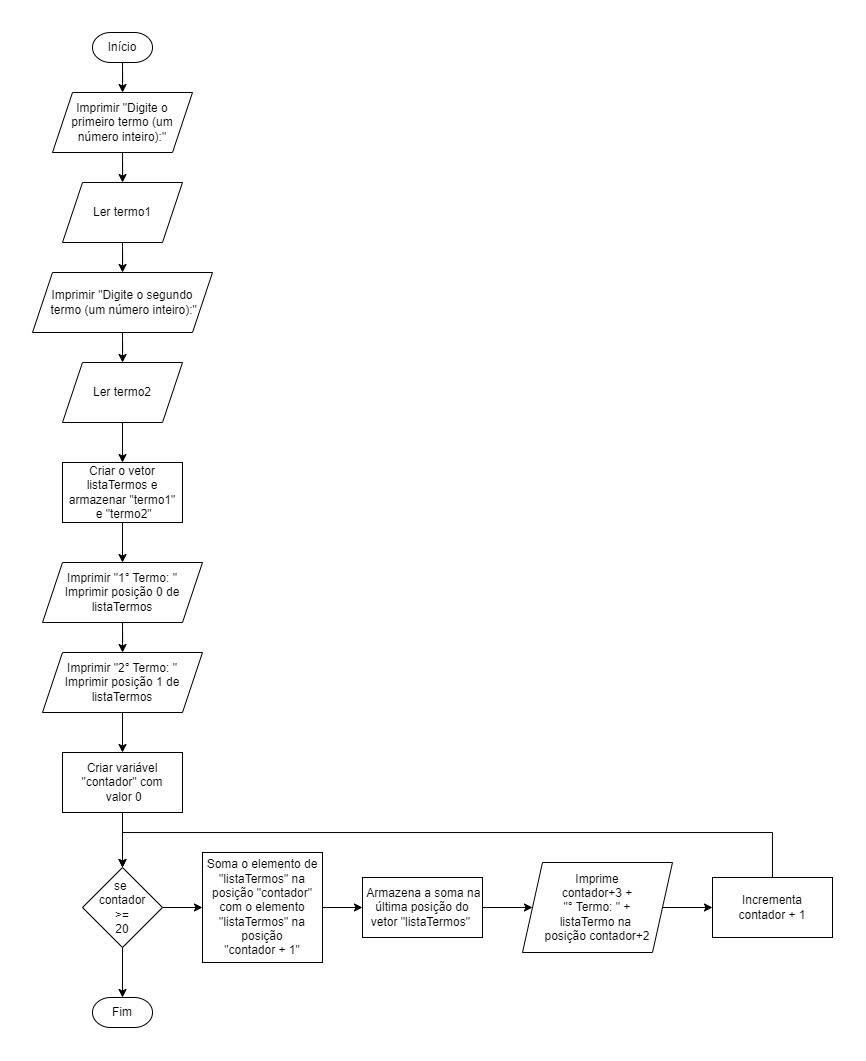 Início
Imprimir "Digite o
primeiro termo (um
número inteiro):"
Ler termo1
Imprimir "Digite o segundo
termo (um número inteiro):"
Ler termo2
Criar o vetor
listaTermos e
armazenar "termo1"
e "termo2"
Imprimir "1° Termo: "
Imprimir posição 0 de
listaTermos
Imprimir "2° Termo: "
Imprimir posição 1 de
listaTermos
Criar variável
"contador" com
valor 0
se
contador
>=
20
Soma o elemento de
"listaTermos" na
posição "contador"
com o elemento
"listaTermos" na
posição
"contador + 1"
Armazena a soma na
última posição do
vetor "listaTermos"
Imprime
contador+3 +
"° Termo: " +
listaTermo na
posição contador+2
Incrementa
contador + 1
Fim